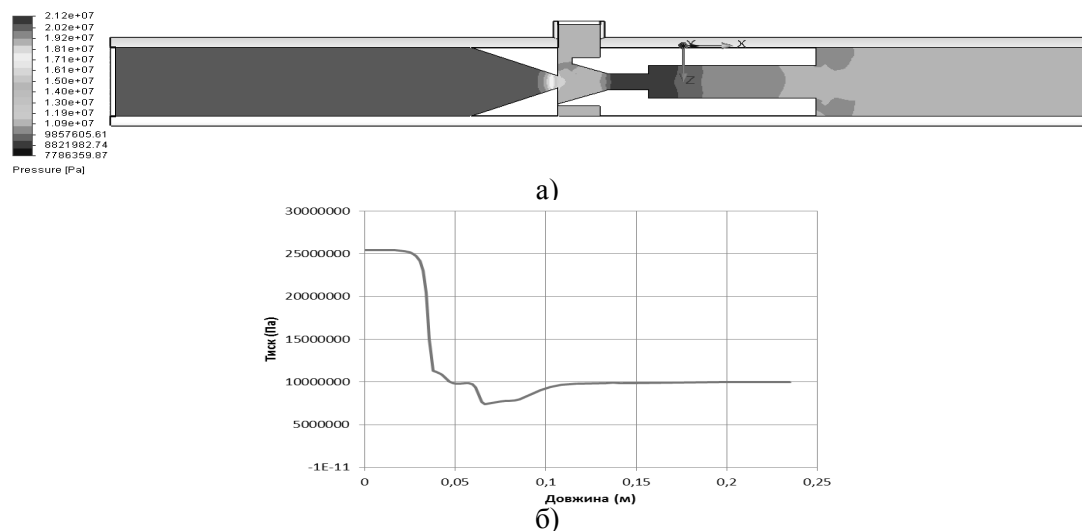 2.12e+07
2.02e+07
1.92e+07
1.81e+07
1.71e+07
1.61e+07
1.50e+07
1.40e+07
1.30e+07
1.19e+07
1.09e+07
9857605.61
8821982.74
7786359.87
Pressure [Pa]
X
Z
а)
30000000
25000000
20000000
15000000
10000000
5000000
-1E-11
Тиск (Па)
0
0,05
0,1
0,15
0,2
0,25
Довжина (м)
б)